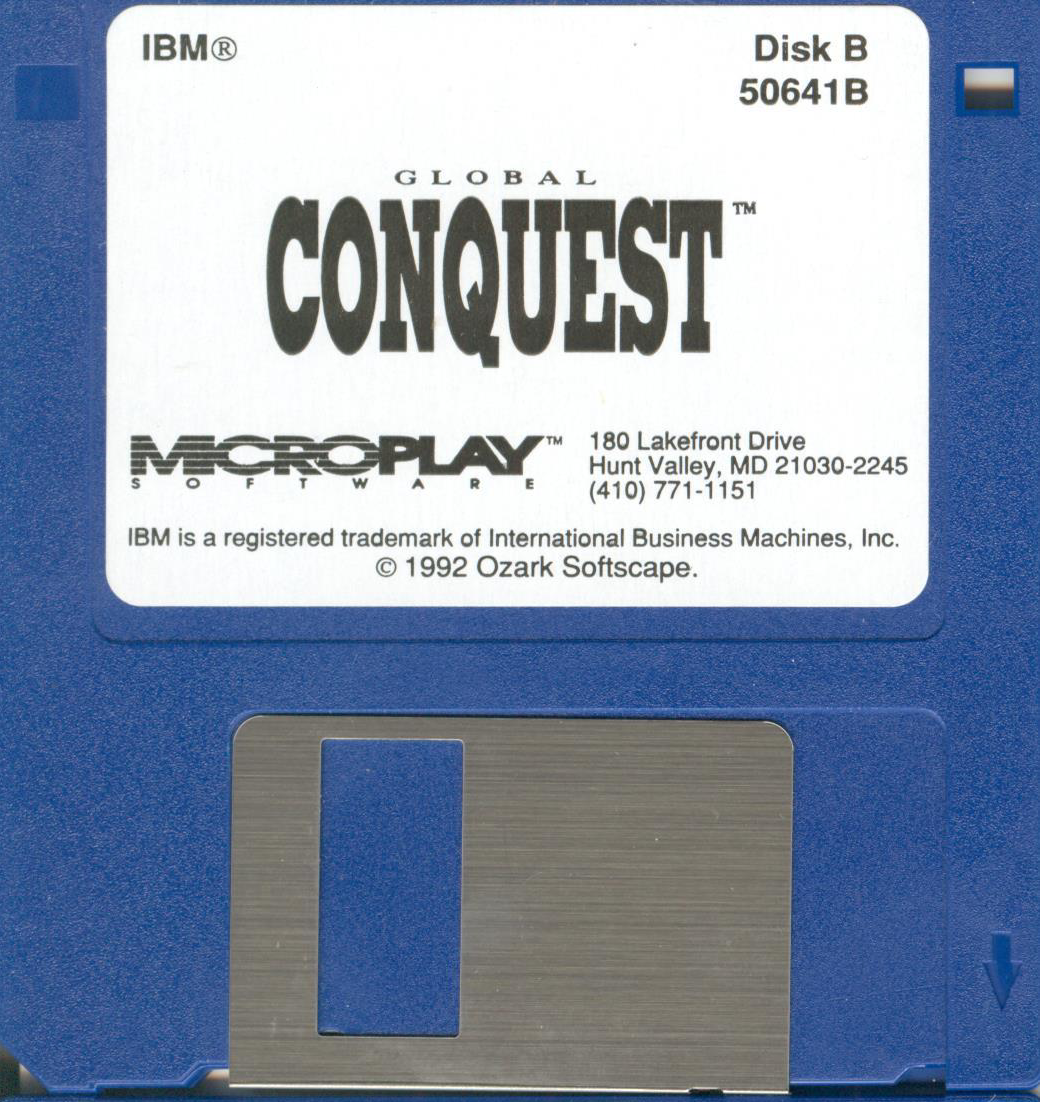 IBM®
Disk B
50641B
GLOBAL
CONQUEST™
MICROPLAY™
SOFTWARE
180 Lakefront Drive
Hunt Valley, MD 21030-2245
(410) 771-1151
IBM is a registered trademark of International Business Machines, Inc.
© 1992 Ozark Softscape.